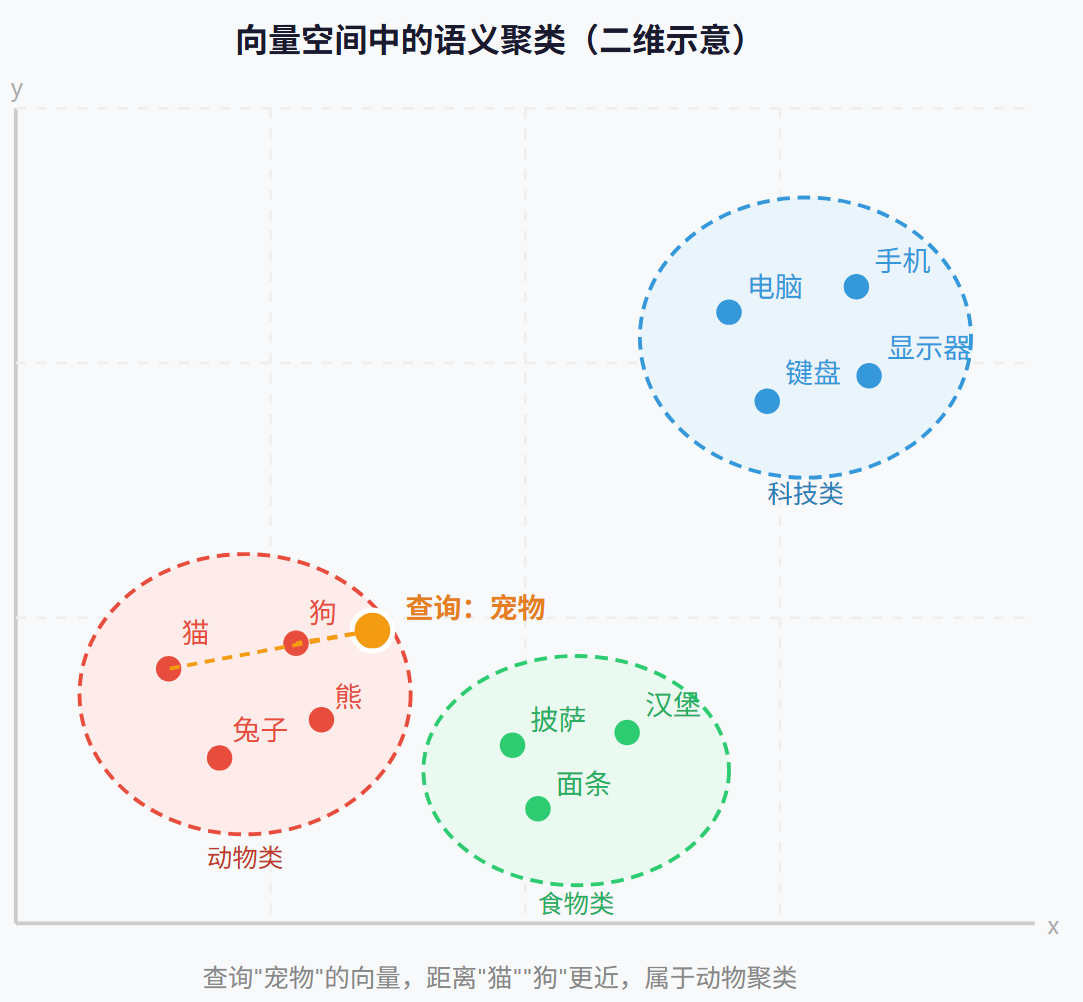 向量空间中的语义聚类（二维示意）
y
手机
电脑
显示器
键盘
科技类
查询：宠物
狗
猫
熊
兔子
汉堡
披萨
面条
动物类
食物类
x
查询"宠物"的向量，距离"猫""狗"更近，属于动物聚类